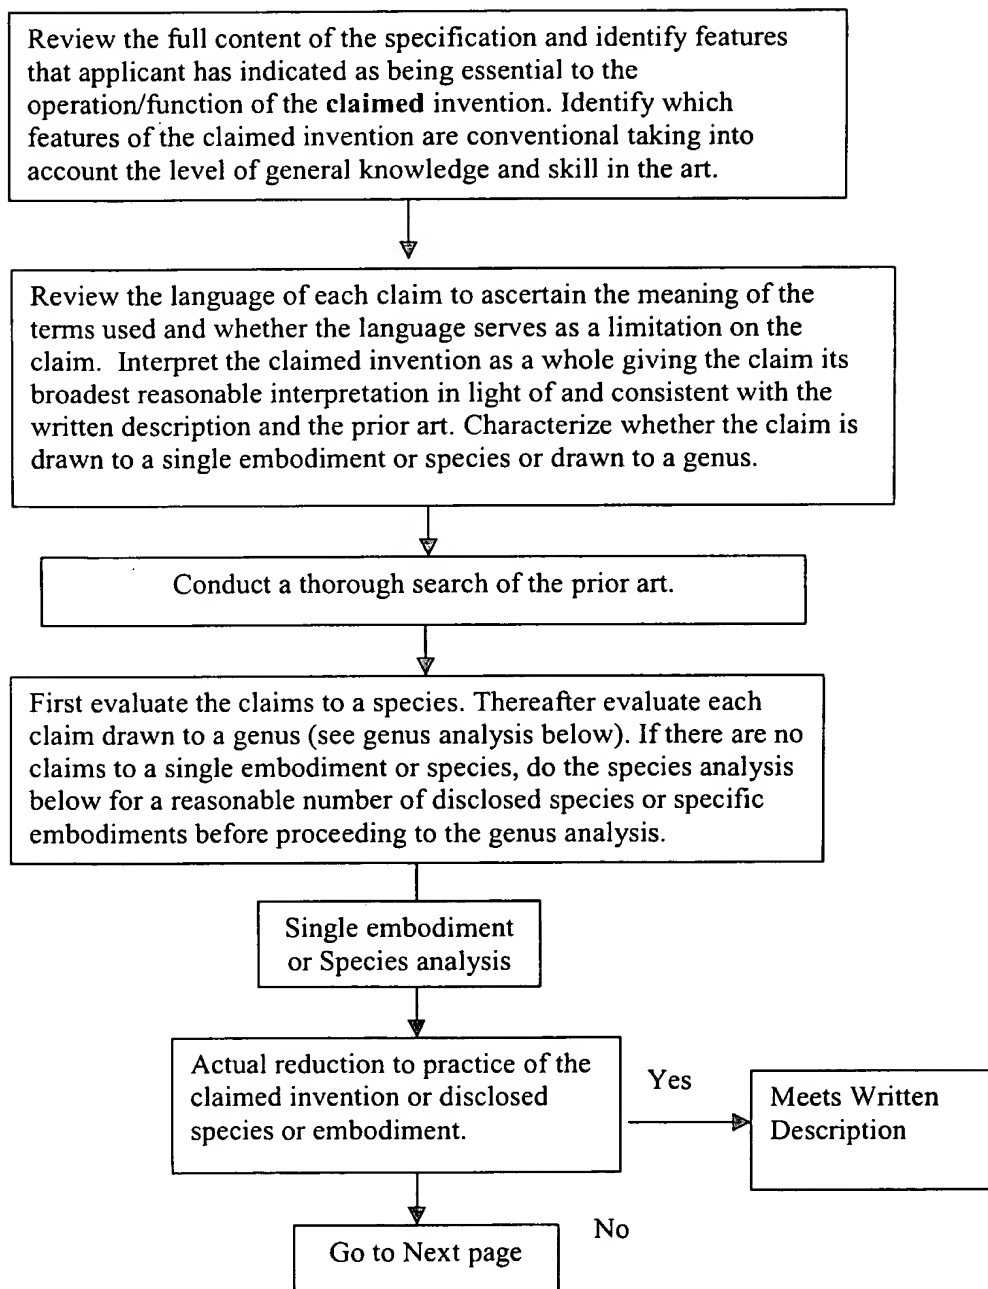 Review the full content of the specification and identify features
that applicant has indicated as being essential to the
operation/function of the claimed invention. Identify which
features of the claimed invention are conventional taking into
account the level of general knowledge and skill in the art.
Review the language of each claim to ascertain the meaning of the
terms used and whether the language serves as a limitation on the
claim. Interpret the claimed invention as a whole giving the claim its
broadest reasonable interpretation in light of and consistent with the
written description and the prior art. Characterize whether the claim is
drawn to a single embodiment or species or drawn to a genus.
Conduct a thorough search of the prior art.
First evaluate the claims to a species. Thereafter evaluate each
claim drawn to a genus (see genus analysis below). If there are no
claims to a single embodiment or species, do the species analysis
below for a reasonable number of disclosed species or specific
embodiments before proceeding to the genus analysis.
Single embodiment
or Species analysis
Actual reduction to practice of the
claimed invention or disclosed
species or embodiment.
Yes
Meets Written
Description
No
Go to Next page